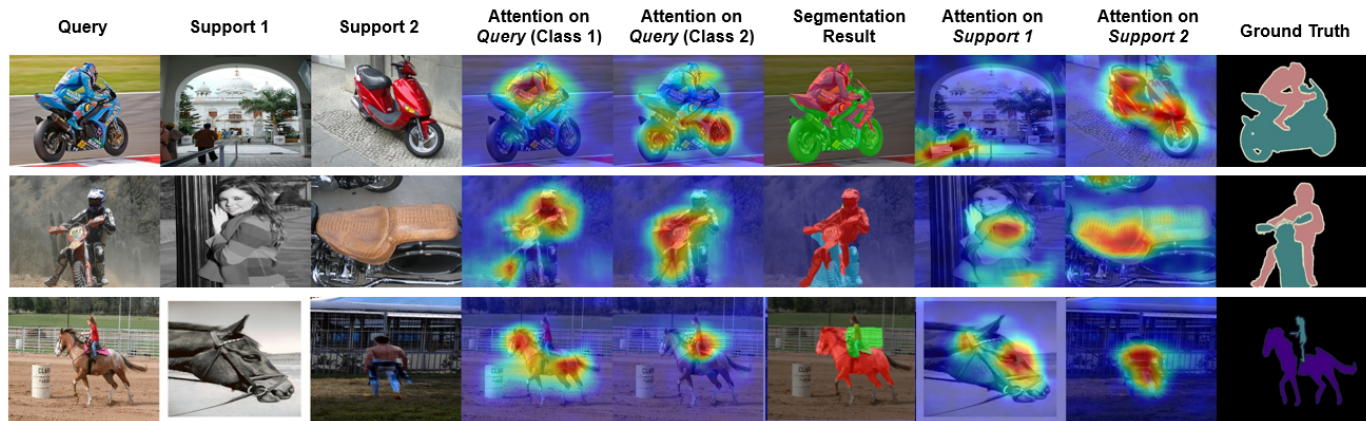 Query
Support 1
Support 2
Attention on
Query (Class 1)
Attention on
Query (Class 2)
Segmentation
Result
Attention on
Support 1
Attention on
Support 2
Ground Truth